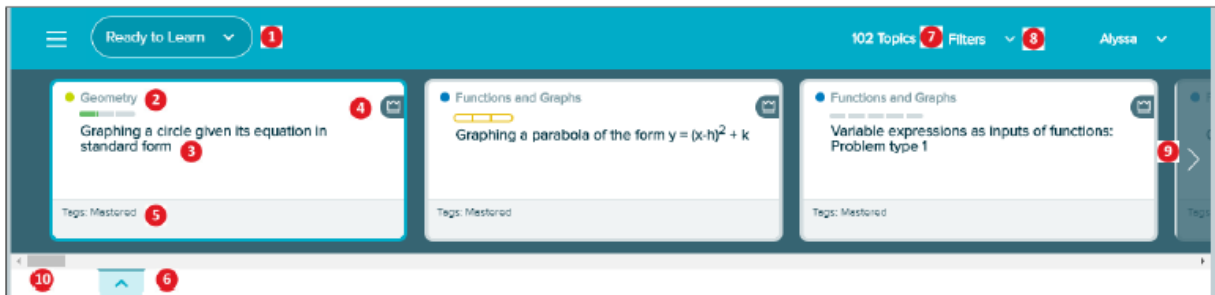 Ready to Learn 1 102 Topics 7 Filters 8 Alyssa
Geometry 2 4
Graphing a circle given its equation in
standard form 3
Tags: Mastered 5
Functions and Graphs
Graphing a parabola of the form y = (x-h)² + k
Tags: Mastered
Functions and Graphs
Variable expressions as inputs of functions:
Problem type 1
Tags: Mastered
9
Tags
10 6